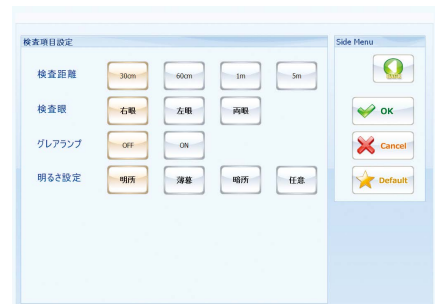 検査項目設定
Side Menu
検査距離 30cm 60cm 1m 5m
検査眼 右眼 左眼 両眼
OK
グレアランプ OFF ON
Cancel
明るさ設定 明所 薄暮 暗所 任意
Default